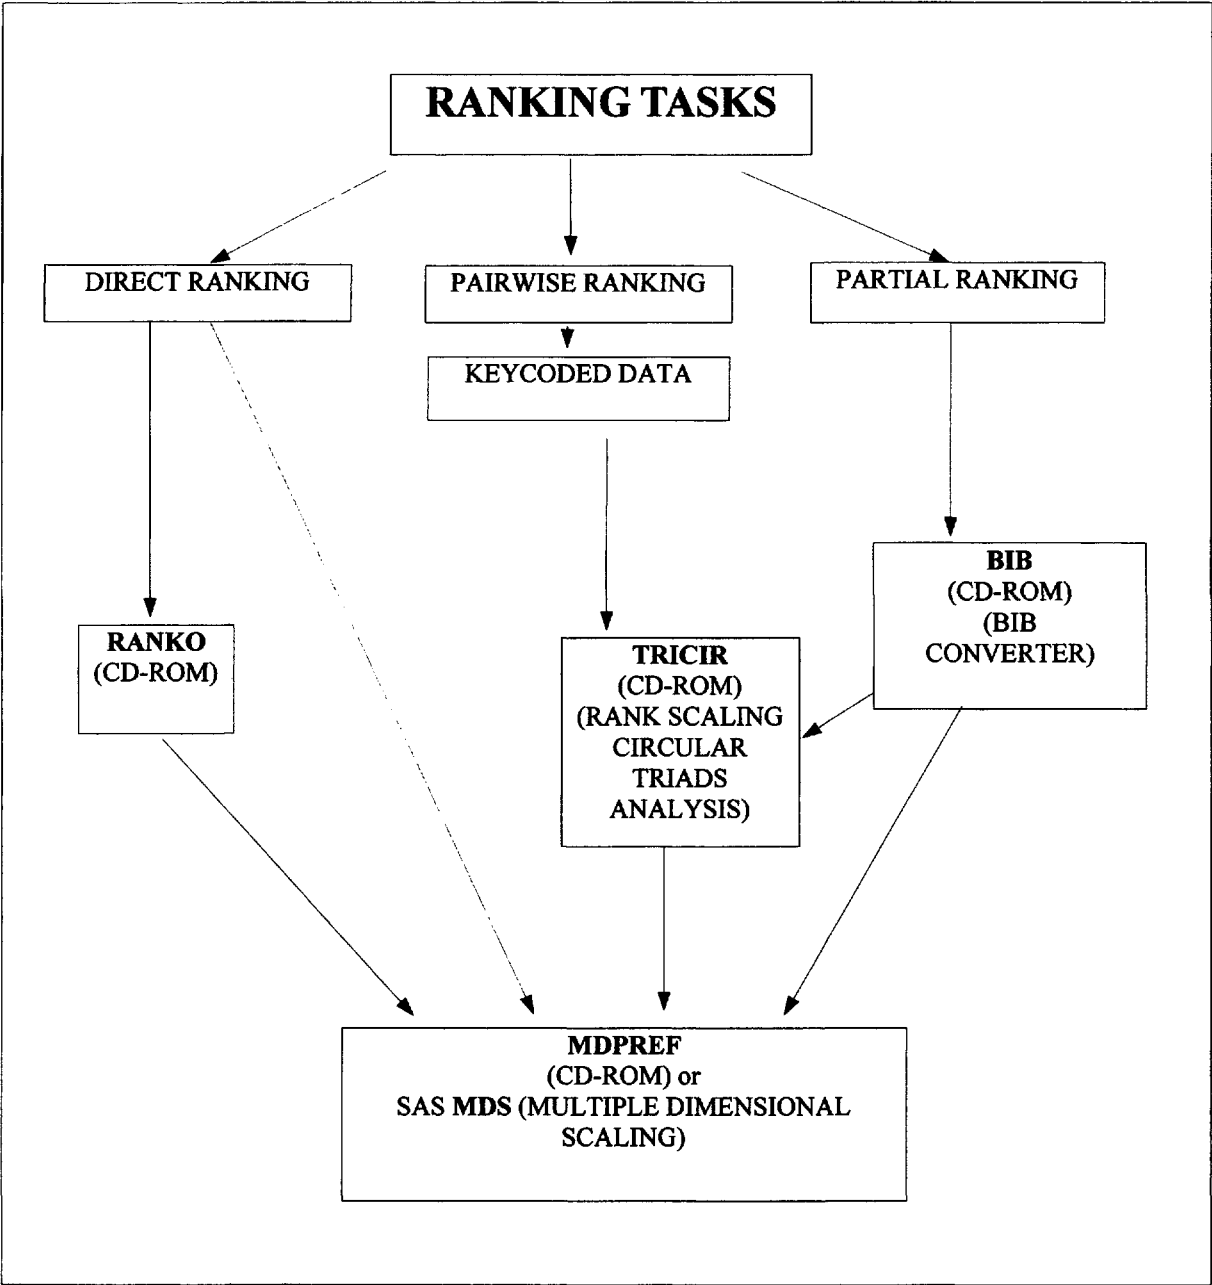 RANKING TASKS
DIRECT RANKING
PAIRWISE RANKING
PARTIAL RANKING
KEYCODED DATA
BIB
(CD-ROM)
(BIB
CONVERTER)
RANKO
(CD-ROM)
TRICIR
(CD-ROM)
(RANK SCALING
CIRCULAR
TRIADS
ANALYSIS)
MDPREF
(CD-ROM) or
SAS MDS (MULTIPLE DIMENSIONAL
SCALING)